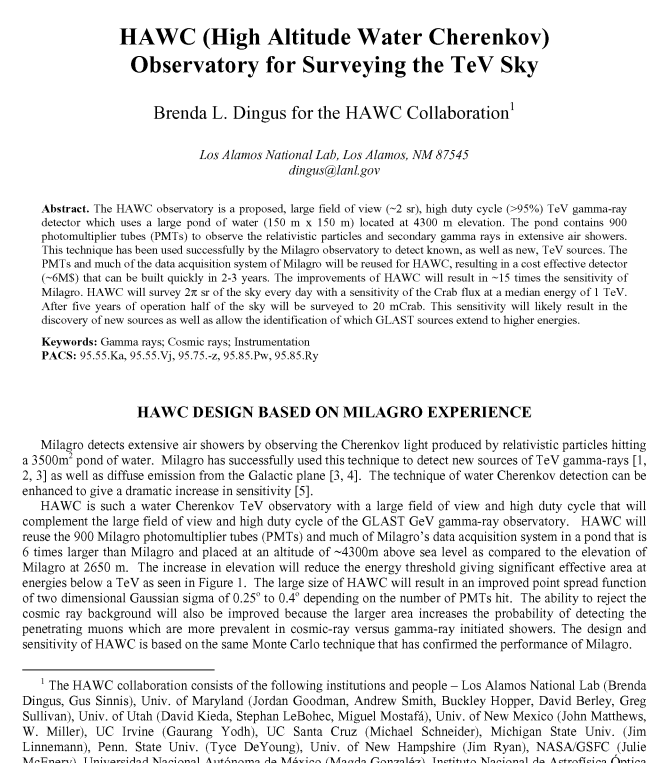 HAWC (High Altitude Water Cherenkov)
Observatory for Surveying the TeV Sky
Brenda L. Dingus for the HAWC Collaboration¹
Los Alamos National Lab, Los Alamos, NM 87545
dingus@lanl.gov
Abstract. The HAWC observatory is a proposed, large field of view (~2 sr), high duty cycle (>95%) TeV gamma-ray
detector which uses a large pond of water (150 m x 150 m) located at 4300 m elevation. The pond contains 900
photomultiplier tubes (PMTs) to observe the relativistic particles and secondary gamma rays in extensive air showers.
This technique has been used successfully by the Milagro observatory to detect known, as well as new, TeV sources. The
PMTs and much of the data acquisition system of Milagro will be reused for HAWC, resulting in a cost effective detector
(~6M$) that can be built quickly in 2-3 years. The improvements of HAWC will result in ~15 times the sensitivity of
Milagro. HAWC will survey 2π sr of the sky every day with a sensitivity of the Crab flux at a median energy of 1 TeV.
After five years of operation half of the sky will be surveyed to 20 mCrab. This sensitivity will likely result in the
discovery of new sources as well as allow the identification of which GLAST sources extend to higher energies.
Keywords: Gamma rays; Cosmic rays; Instrumentation
PACS: 95.55.Ka, 95.55.Vj, 95.75.-z, 95.85.Pw, 95.85.Ry
HAWC DESIGN BASED ON MILAGRO EXPERIENCE
Milagro detects extensive air showers by observing the Cherenkov light produced by relativistic particles hitting
a 3500m² pond of water. Milagro has successfully used this technique to detect new sources of TeV gamma-rays [1,
2, 3] as well as diffuse emission from the Galactic plane [3, 4]. The technique of water Cherenkov detection can be
enhanced to give a dramatic increase in sensitivity [5].
HAWC is such a water Cherenkov TeV observatory with a large field of view and high duty cycle that will
complement the large field of view and high duty cycle of the GLAST GeV gamma-ray observatory. HAWC will
reuse the 900 Milagro photomultiplier tubes (PMTs) and much of Milagro's data acquisition system in a pond that is
6 times larger than Milagro and placed at an altitude of ~4300m above sea level as compared to the elevation of
Milagro at 2650 m. The increase in elevation will reduce the energy threshold giving significant effective area at
energies below a TeV as seen in Figure 1. The large size of HAWC will result in an improved point spread function
of two dimensional Gaussian sigma of 0.25° to 0.4° depending on the number of PMTs hit. The ability to reject the
cosmic ray background will also be improved because the larger area increases the probability of detecting the
penetrating muons which are more prevalent in cosmic-ray versus gamma-ray initiated showers. The design and
sensitivity of HAWC is based on the same Monte Carlo technique that has confirmed the performance of Milagro.
¹ The HAWC collaboration consists of the following institutions and people – Los Alamos National Lab (Brenda
Dingus, Gus Sinnis), Univ. of Maryland (Jordan Goodman, Andrew Smith, Buckley Hopper, David Berley, Greg
Sullivan), Univ. of Utah (David Kieda, Stephan LeBohec, Miguel Mostafá), Univ. of New Mexico (John Matthews,
W. Miller), UC Irvine (Gaurang Yodh), UC Santa Cruz (Michael Schneider), Michigan State Univ. (Jim
Linnemann), Penn. State Univ. (Tyce DeYoung), Univ. of New Hampshire (Jim Ryan), NASA/GSFC (Julie
McEnery), Universidad Nacional Autónoma de México (Magda González), Instituto Nacional de Astrofísica Óptica